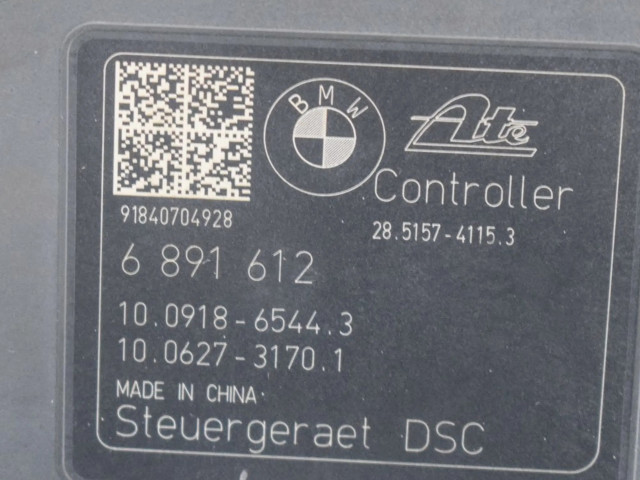 BMW
Ate
Controller
91840704928
28.5157-4115.3
6 891 612
10.0918-6544.3
10.0627-3170.1
MADE IN CHINA
Steuergeraet DSC